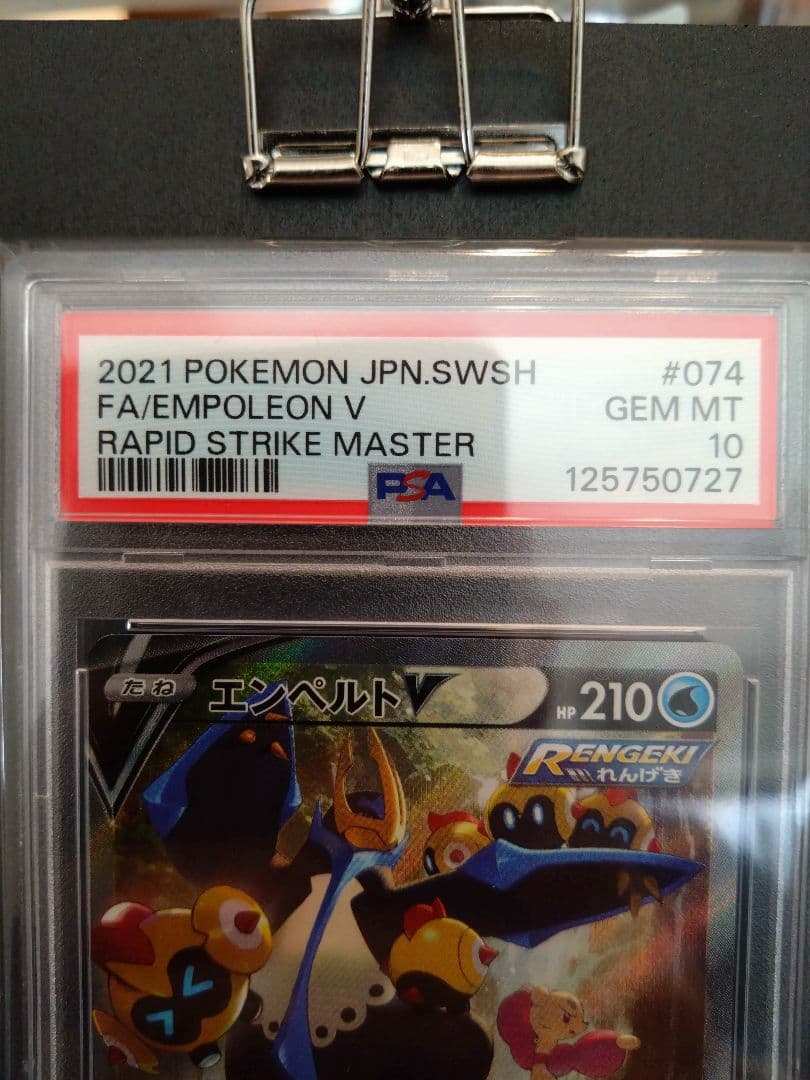 2021 POKEMON JPN.SWSH #074
FA/EMPOLEON V GEM MT
RAPID STRIKE MASTER 10
PSA 125750727
たね エンペルトV HP 210
RENGEKI
れんげき